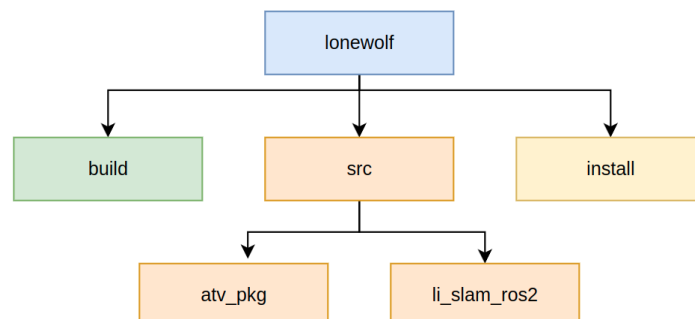 lonewolf
build
src
install
atv_pkg
li_slam_ros2